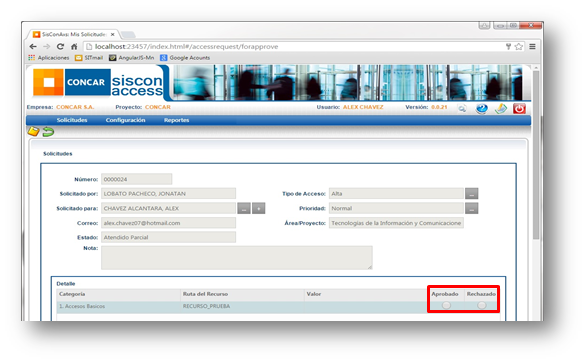 SisConAxs: Mis Solicitude
localhost:23457/index.html#/accessrequest/forapprove
Aplicaciones SITmail AngularJS-Mn Google Acounts
CONCAR siscon access
Empresa: CONCAR S.A. Proyecto: CONCAR Usuario: ALEX CHAVEZ Versión: 0.8.21
Solicitudes Configuración Reportes
Solicitudes
Número: 0000024
Solicitado por: LOBATO PACHECO, JONATAN Tipo de Acceso: Alta ...
Solicitado para: CHAVEZ ALCANTARA, ALEX ... + Prioridad: Normal ...
Correo: alex.chavez07@hotmail.com Área/Proyecto: Tecnologías de la Información y Comunicacione
Estado: Atendido Parcial
Nota:
Detalle
Categoría Ruta del Recurso Valor Aprobado Rechazado
1. Accesos Basicos RECURSO_PRUEBA